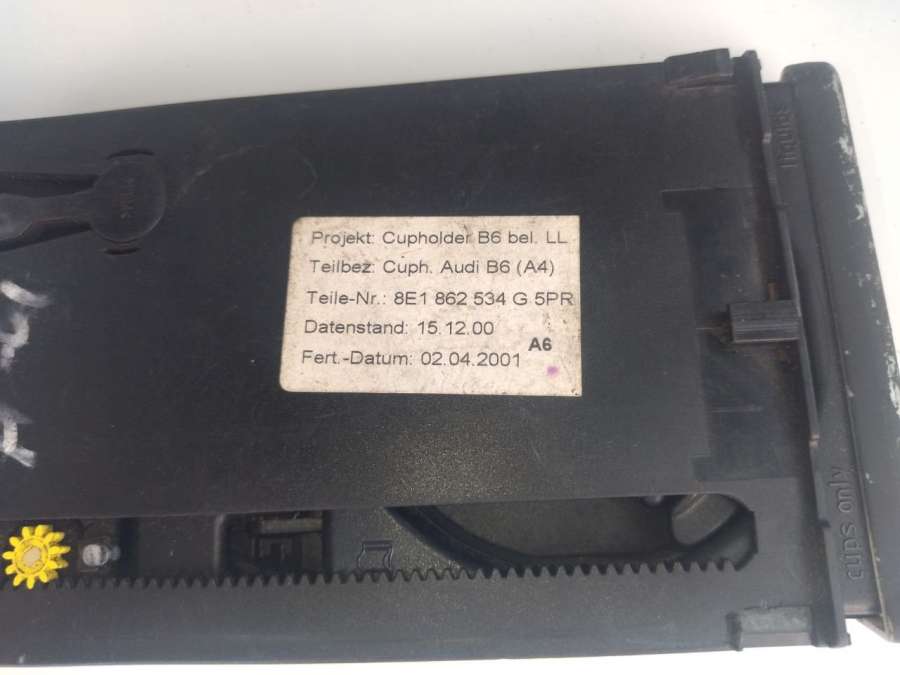 Projekt: Cupholder B6 bel. LL
Teilbez: Cuph. Audi B6 (A4)
Teile-Nr.: 8E1 862 534 G 5PR
Datenstand: 15.12.00
A6
Fert.-Datum: 02.04.2001
cups only